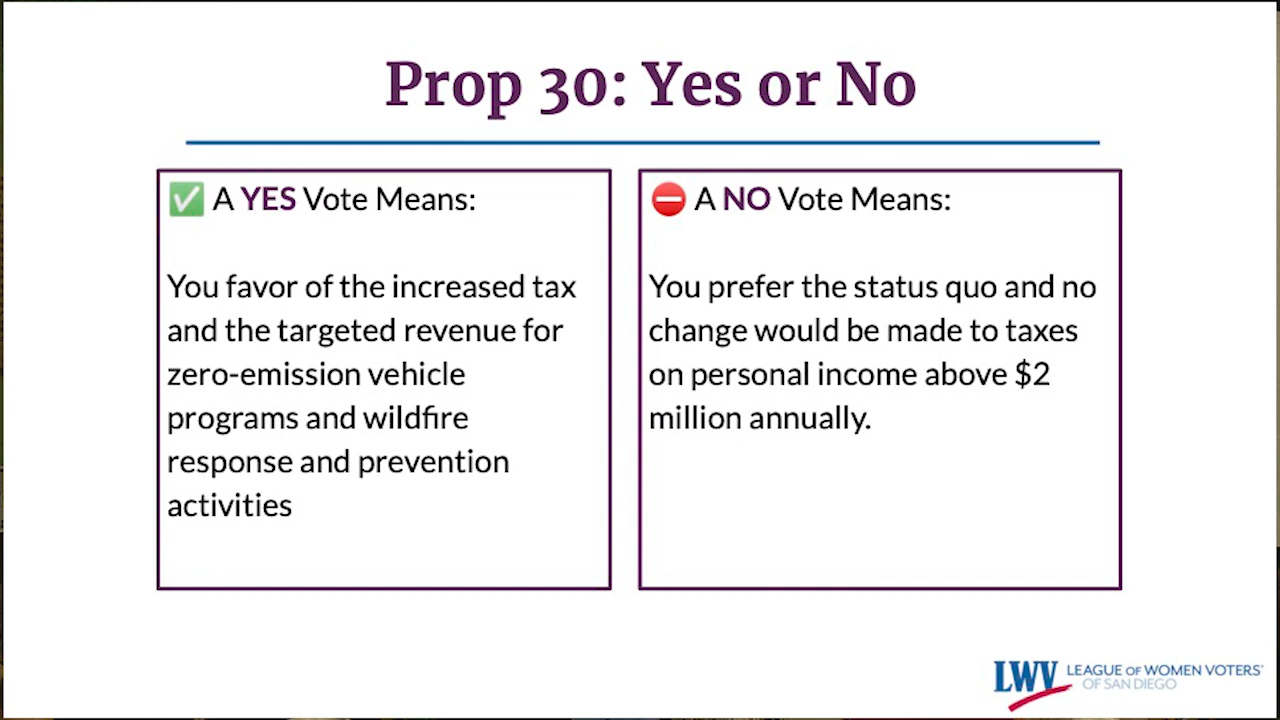 Prop 30: Yes or No
✅ A YES Vote Means:
You favor of the increased tax
and the targeted revenue for
zero-emission vehicle
programs and wildfire
response and prevention
activities
⛔ A NO Vote Means:
You prefer the status quo and no
change would be made to taxes
on personal income above $2
million annually.
LWV LEAGUE OF WOMEN VOTERS®
OF SAN DIEGO